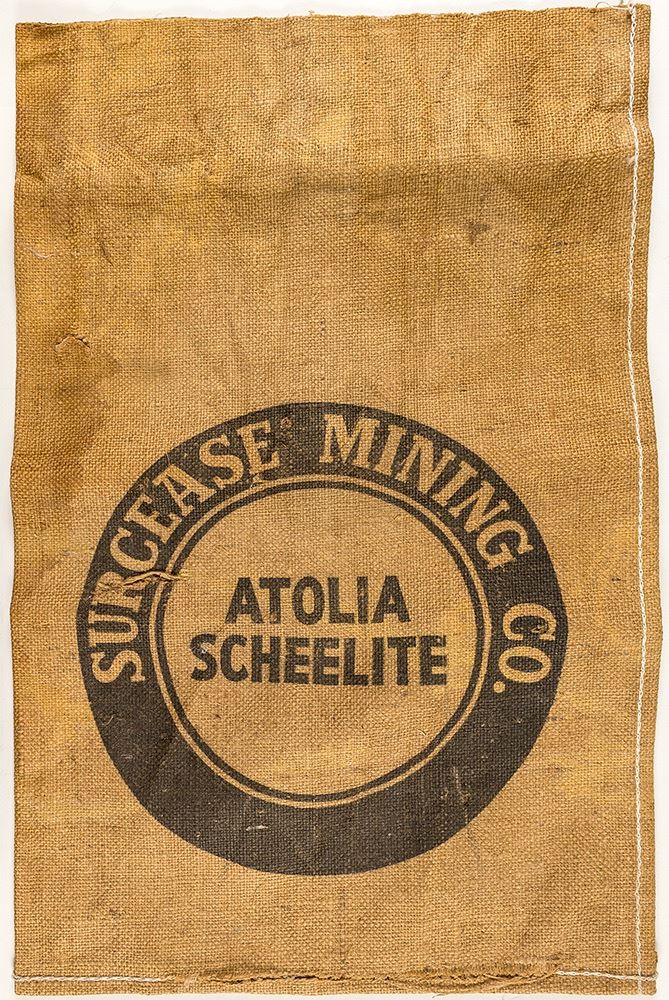 SURCEASE MINING CO.
ATOLIA
SCHEELITE